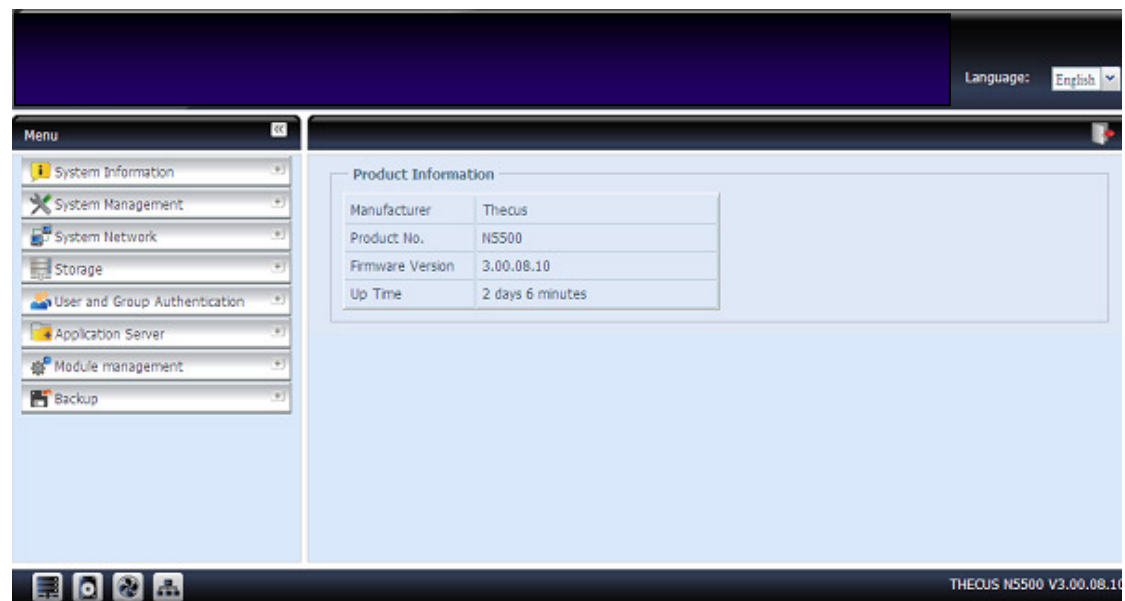 Language: English
Menu
System Information
System Management
System Network
Storage
User and Group Authentication
Application Server
Module management
Backup
Product Information
Manufacturer Thecus
Product No. N5500
Firmware Version 3.00.08.10
Up Time 2 days 6 minutes
THECUS N5500 V3.00.08.10